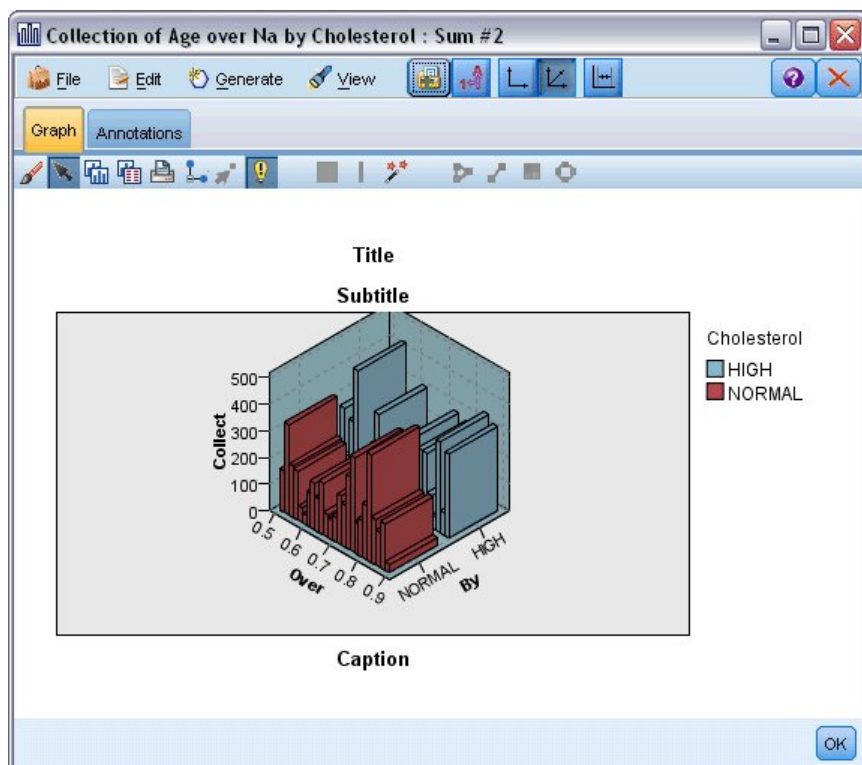 Collection of Age over Na by Cholesterol : Sum #2
File Edit Generate View
Graph Annotations
Title
Subtitle
Cholesterol
HIGH
NORMAL
500
400
300
200
100
0
Collect
0.5 0.6 0.7 0.8 0.9
Over
NORMAL HIGH
By
Caption
OK